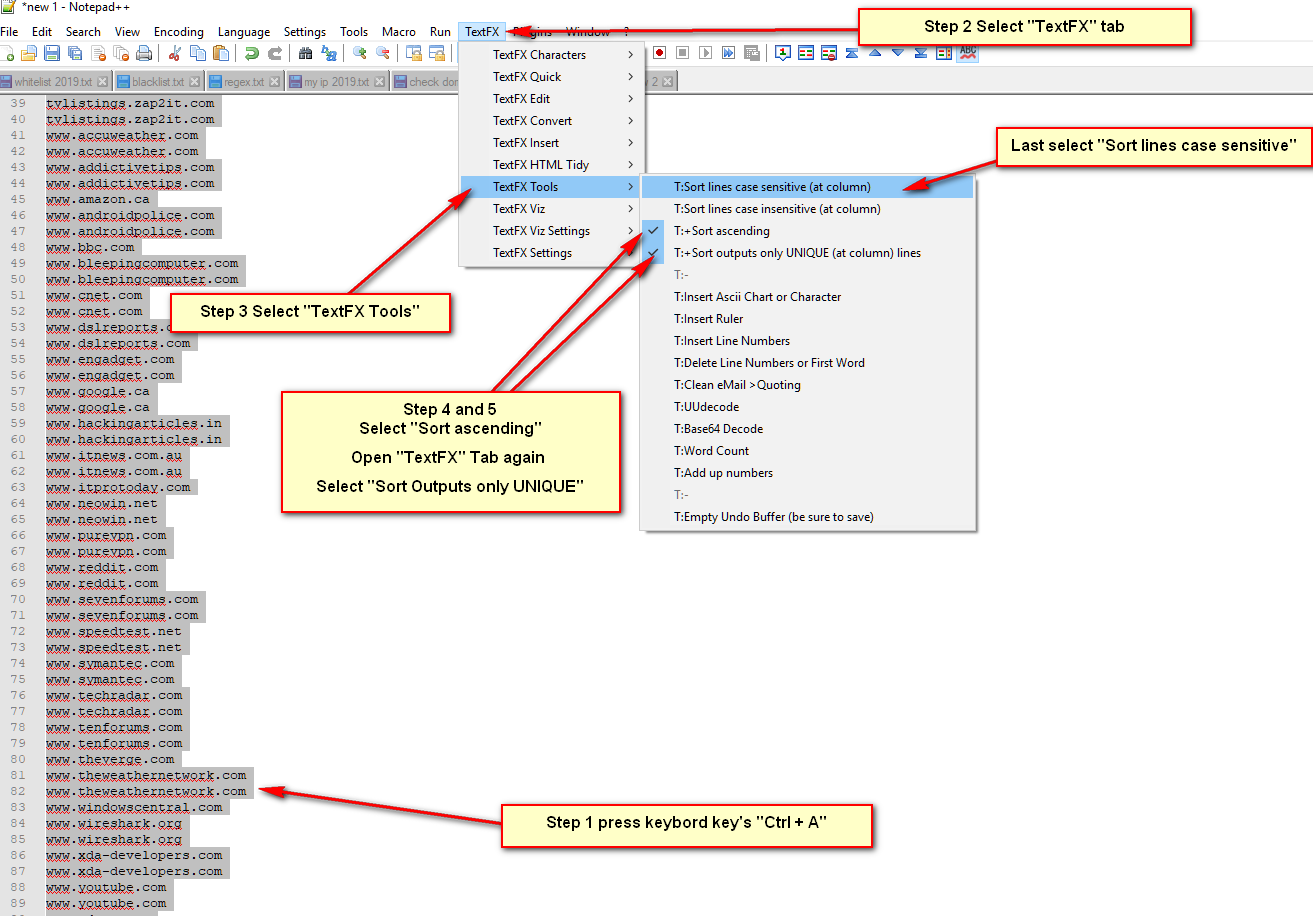 *new 1 - Notepad++
File Edit Search View Encoding Language Settings Tools Macro Run TextFX Plugins Window ?
Step 2 Select "TextFX" tab
whitelist 2019.txt blacklist.txt regex.txt my ip 2019.txt check dor 2
TextFX Characters
TextFX Quick
TextFX Edit
TextFX Convert
TextFX Insert
TextFX HTML Tidy
TextFX Tools
TextFX Viz
TextFX Viz Settings
TextFX Settings
Last select "Sort lines case sensitive"
T:Sort lines case sensitive (at column)
T:Sort lines case insensitive (at column)
T:+Sort ascending
T:+Sort outputs only UNIQUE (at column) lines
T:-
T:Insert Ascii Chart or Character
T:Insert Ruler
T:Insert Line Numbers
T:Delete Line Numbers or First Word
T:Clean eMail >Quoting
T:UUdecode
T:Base64 Decode
T:Word Count
T:Add up numbers
T:-
T:Empty Undo Buffer (be sure to save)
Step 3 Select "TextFX Tools"
Step 4 and 5
Select "Sort ascending"
Open "TextFX" Tab again
Select "Sort Outputs only UNIQUE"
39 tvlistings.zap2it.com
40 tvlistings.zap2it.com
41 www.accuweather.com
42 www.accuweather.com
43 www.addictivetips.com
44 www.addictivetips.com
45 www.amazon.ca
46 www.androidpolice.com
47 www.androidpolice.com
48 www.bbc.com
49 www.bleepingcomputer.com
50 www.bleepingcomputer.com
51 www.cnet.com
52 www.cnet.com
53 www.dslreports.c
54 www.dslreports.com
55 www.engadget.com
56 www.engadget.com
57 www.google.ca
58 www.google.ca
59 www.hackingarticles.in
60 www.hackingarticles.in
61 www.itnews.com.au
62 www.itnews.com.au
63 www.itprotoday.com
64 www.neowin.net
65 www.neowin.net
66 www.purevpn.com
67 www.purevpn.com
68 www.reddit.com
69 www.reddit.com
70 www.sevenforums.com
71 www.sevenforums.com
72 www.speedtest.net
73 www.speedtest.net
74 www.symantec.com
75 www.symantec.com
76 www.techradar.com
77 www.techradar.com
78 www.tenforums.com
79 www.tenforums.com
80 www.theverge.com
81 www.theweathernetwork.com
82 www.theweathernetwork.com
83 www.windowscentral.com
84 www.wireshark.org
85 www.wireshark.org
86 www.xda-developers.com
87 www.xda-developers.com
88 www.youtube.com
89 www.youtube.com
Step 1 press keybord key's "Ctrl + A"